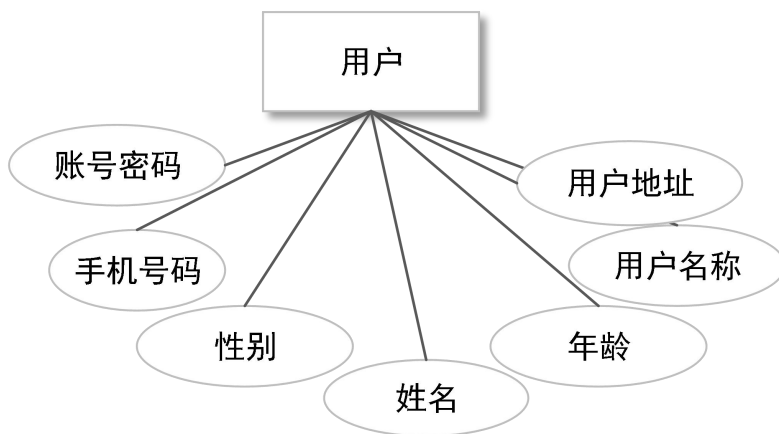 用户
账号密码
用户地址
手机号码
用户名称
性别
年龄
姓名